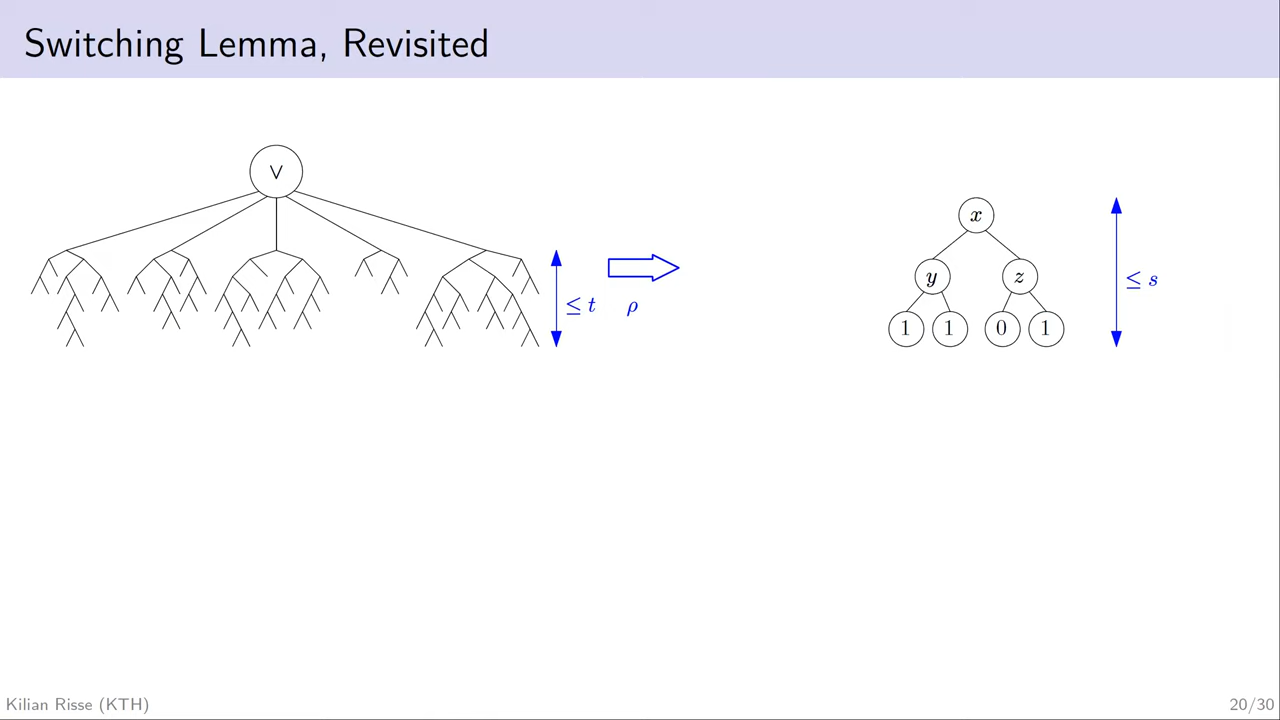 Switching Lemma, Revisited
∨
x
y z
1 1 0 1
≤ t
ρ
≤ s
Kilian Risse (KTH)
20/30